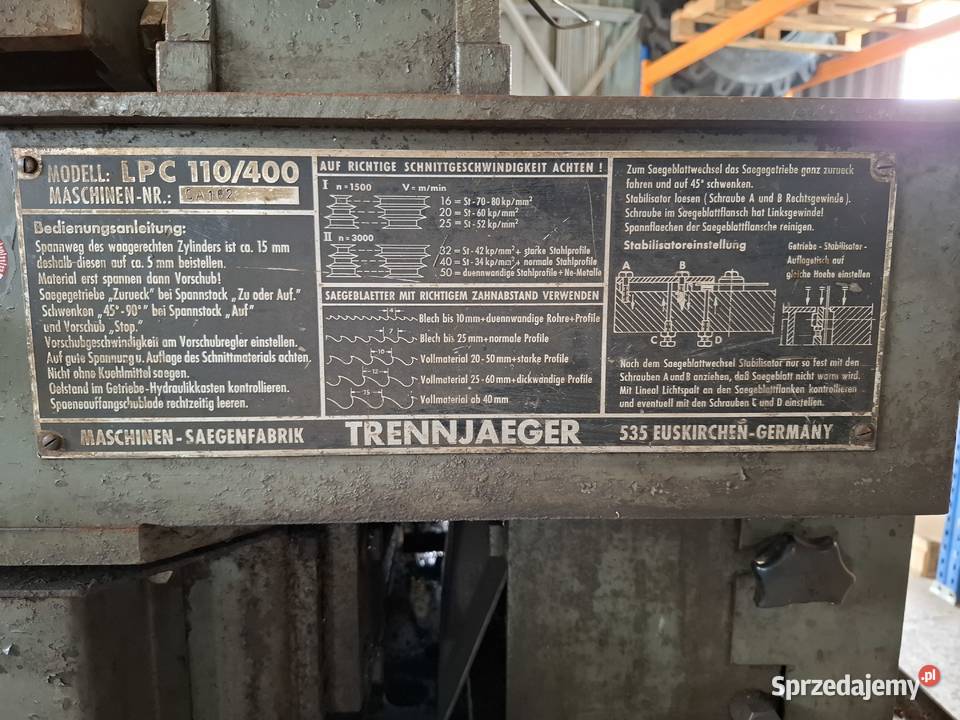 MODELL: LPC 110/400
MASCHINEN-NR.:
Bedienungsanleitung:
Spannweg des waagerechten Zylinders ist ca. 15 mm
deshalb diesen auf ca. 5 mm beistellen.
Material erst spannen dann Vorschub!
Saegegetriebe „Zurueck" bei Spannstock „Zu oder Auf."
Schwenken „45°-90°" bei Spannstock „Auf"
und Vorschub „Stop."
Vorschubgeschwindigkeit am Vorschubregler einstellen.
Auf gute Spannung u. Auflage des Schnittmaterials achten.
Nicht ohne Kuehlmittel saegen.
Oelstand im Getriebe-Hydraulikkasten kontrollieren.
Spaeneauffangschublade rechtzeitig leeren.
AUF RICHTIGE SCHNITTGESCHWINDIGKEIT ACHTEN !
I n = 1500 V = m/min
16 = St-70-80 kp/mm²
20 = St-60 kp/mm²
25 = St-52 kp/mm²
II n = 3000
32 = St-42 kp/mm² + starke Stahlprofile
40 = St-34 kp/mm² + normale Stahlprofile
50 = duennwandige Stahlprofile + Ne-Metalle
SAEGEBLAETTER MIT RICHTIGEM ZAHNABSTAND VERWENDEN
Blech bis 10 mm + duennwandige Rohre + Profile
7 Blech bis 25 mm + normale Profile
10 Vollmaterial 20-50 mm + starke Profile
12 Vollmaterial 25-60 mm + dickwändige Profile
15 Vollmaterial ab 40 mm
Zum Saegeblattwechsel das Saegegetriebe ganz zurueck
fahren und auf 45° schwenken.
Stabilisator loesen (Schraube A und B Rechtsgewinde).
Schraube im Saegeblattflansch hat Linksgewinde!
Spannflaechen der Saegeblattflansche reinigen.
Stabilisatoreinstellung
Getriebe - Stabilisator -
Auflagetisch auf
gleiche Hoehe einstellen
A B
C D
Nach dem Saegeblattwechsel Stabilisator nur so fest mit den
Schrauben A und B anziehen, daß Saegeblatt nicht warm wird.
Mit Lineal Lichtspalt an den Saegeblattflanken kontrollieren
und eventuell mit den Schrauben C und D einstellen.
MASCHINEN-SAEGENFABRIK TRENNJAEGER 535 EUSKIRCHEN-GERMANY
Sprzedajemy .pl